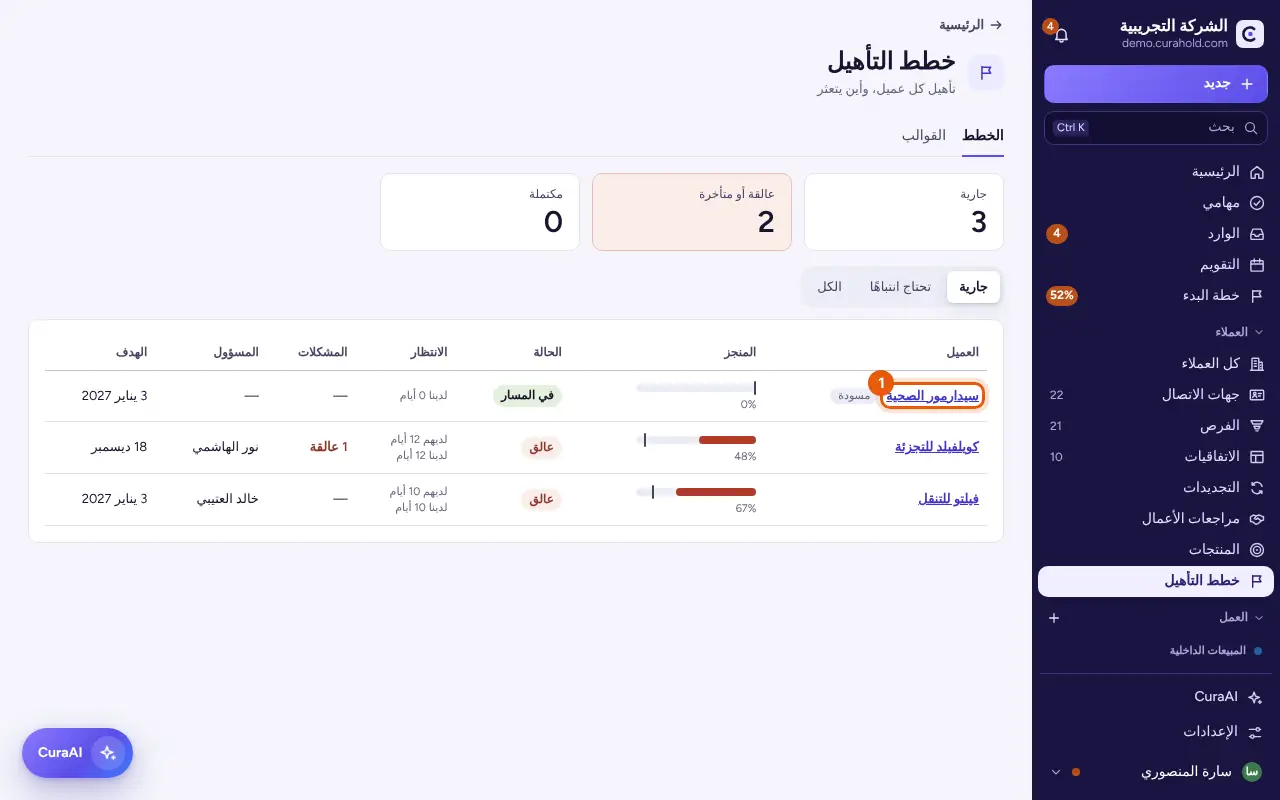 الشركة التجريبية
demo.curahold.com
4
جديد
بحث
Ctrl K
الرئيسية
مهامي
الوارد
4
التقويم
خطة البدء
52%
العملاء
كل العملاء
جهات الاتصال
22
الفرص
21
الاتفاقيات
10
التجديدات
مراجعات الأعمال
المنتجات
خطط التأهيل
العمل
المبيعات الداخلية
CuraAI
الإعدادات
سا
سارة المنصوري
الرئيسية
خطط التأهيل
تأهيل كل عميل، وأين يتعثر
الخطط
القوالب
جارية
3
عالقة أو متأخرة
2
مكتملة
0
جارية
تحتاج انتباهًا
الكل
العميل
المنجز
الحالة
الانتظار
المشكلات
المسؤول
الهدف
1
سيدارمور الصحية
مسودة
0%
في المسار
لدينا 0 أيام
—
—
3 يناير 2027
كويلفيلد للتجزئة
48%
عالق
لديهم 12 أيام
لدينا 12 أيام
1 عالقة
نور الهاشمي
18 ديسمبر
فيلتو للتنقل
67%
عالق
لديهم 10 أيام
لدينا 10 أيام
—
خالد العتيبي
3 يناير 2027
CuraAI